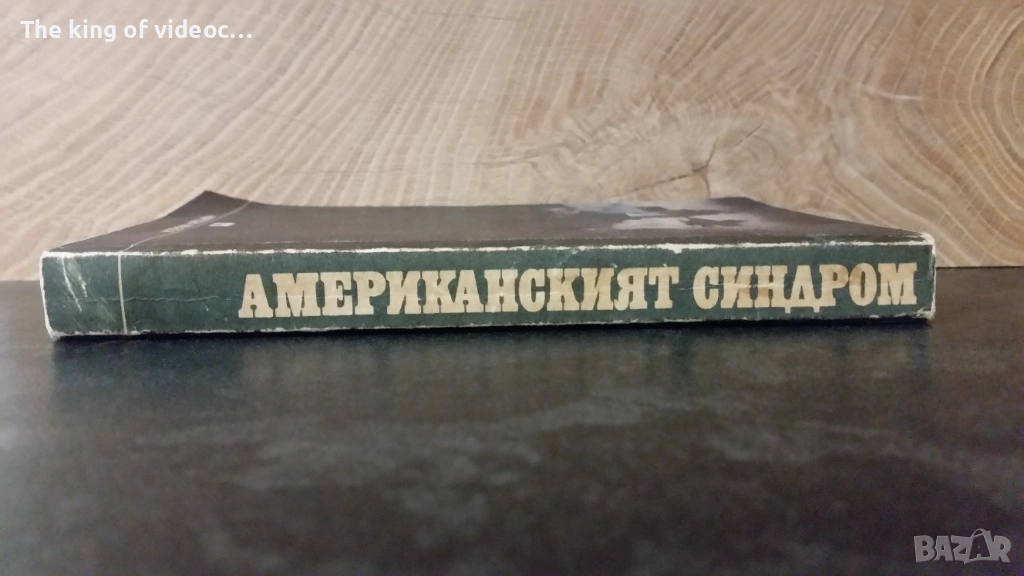 The king of videoc...
АМЕРИКАНСКИЯТ СИНДРОМ
BAZAR